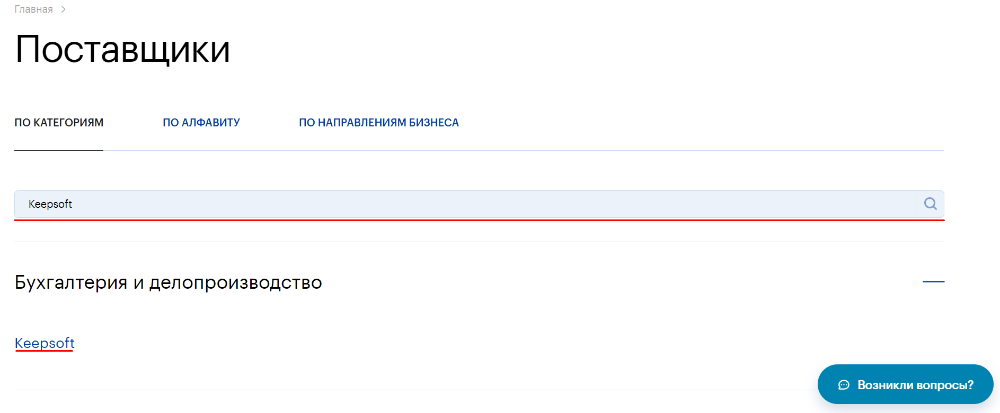 Главная
Поставщики
ПО КАТЕГОРИЯМ ПО АЛФАВИТУ ПО НАПРАВЛЕНИЯМ БИЗНЕСА
Keepsoft
Бухгалтерия и делопроизводство
Keepsoft
Возникли вопросы?